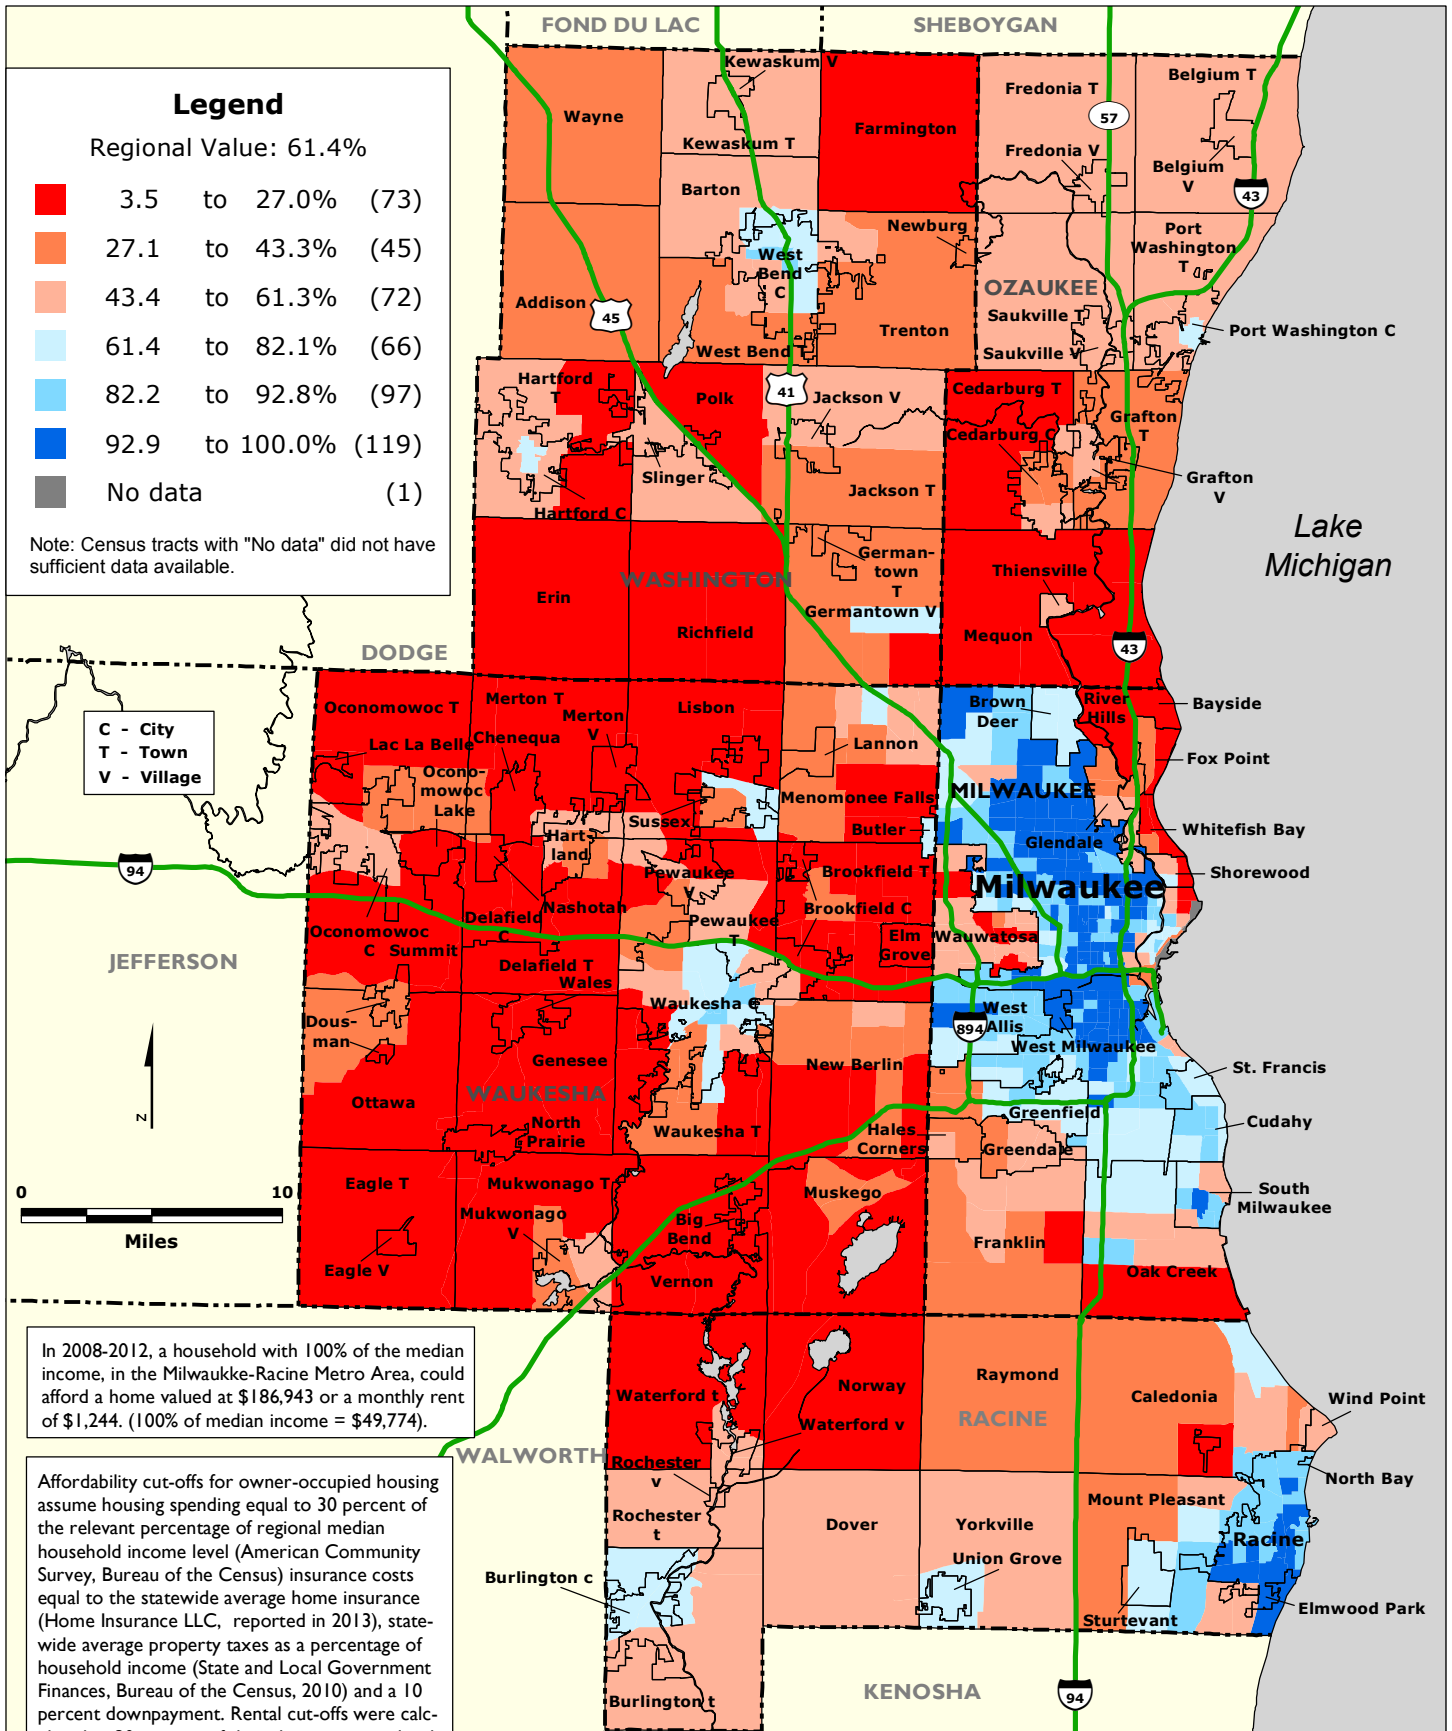 FOND DU LAC
SHEBOYGAN
Legend
Regional Value: 61.4%
3.5 to 27.0% (73)
27.1 to 43.3% (45)
43.4 to 61.3% (72)
61.4 to 82.1% (66)
82.2 to 92.8% (97)
92.9 to 100.0% (119)
No data (1)
Note: Census tracts with "No data" did not have
sufficient data available.
Kewaskum V
Wayne
Kewaskum T
Farmington
Fredonia T
Belgium T
57
Fredonia V
Belgium
V
43
Barton
Newburg
Port
Washington
T
West
Bend
C
OZAUKEE
Addison
45
Trenton
Saukville T
Saukville V
Port Washington C
West Bend T
Hartford
T
Polk
41
Jackson V
Cedarburg T
Grafton
T
Cedarburg C
Slinger
Jackson T
Grafton
V
Hartford C
Lake
Michigan
German-
town
T
Thiensville
WASHINGTON
Erin
Germantown V
Richfield
Mequon
43
DODGE
C - City
T - Town
V - Village
Oconomowoc T
Merton T
Merton
V
Lisbon
Brown
Deer
River
Hills
Bayside
Lac La Belle
Chenequa
Lannon
Fox Point
Ocono-
mowoc
Lake
MILWAUKEE
Menomonee Falls
Sussex
Butler
Whitefish Bay
Hart-
land
Glendale
94
Pewaukee
V
Brookfield T
Shorewood
Milwaukee
Nashotah
Brookfield C
Delafield
C
Pewaukee
T
Oconomowoc
C
Summit
Elm
Grove
Wauwatosa
JEFFERSON
Delafield T
Wales
Waukesha C
West
Allis
Dous-
man
894
West Milwaukee
Genesee
New Berlin
St. Francis
WAUKESHA
Ottawa
Greenfield
Cudahy
N
North
Prairie
Waukesha T
Hales
Corners
Greendale
0 10
Miles
Eagle T
Mukwonago T
Muskego
South
Milwaukee
Mukwonago
V
Big
Bend
Franklin
Eagle V
Vernon
Oak Creek
In 2008-2012, a household with 100% of the median
income, in the Milwaukke-Racine Metro Area, could
afford a home valued at $186,943 or a monthly rent
of $1,244. (100% of median income = $49,774).
Waterford t
Norway
Raymond
Caledonia
Wind Point
RACINE
Waterford v
WALWORTH
Rochester
v
North Bay
Mount Pleasant
Rochester
t
Dover
Yorkville
Racine
Union Grove
Burlington c
Sturtevant
Elmwood Park
Affordability cut-offs for owner-occupied housing
assume housing spending equal to 30 percent of
the relevant percentage of regional median
household income level (American Community
Survey, Bureau of the Census) insurance costs
equal to the statewide average home insurance
(Home Insurance LLC, reported in 2013), state-
wide average property taxes as a percentage of
household income (State and Local Government
Finances, Bureau of the Census, 2010) and a 10
percent downpayment. Rental cut-offs were calc-
KENOSHA
94
Burlington t